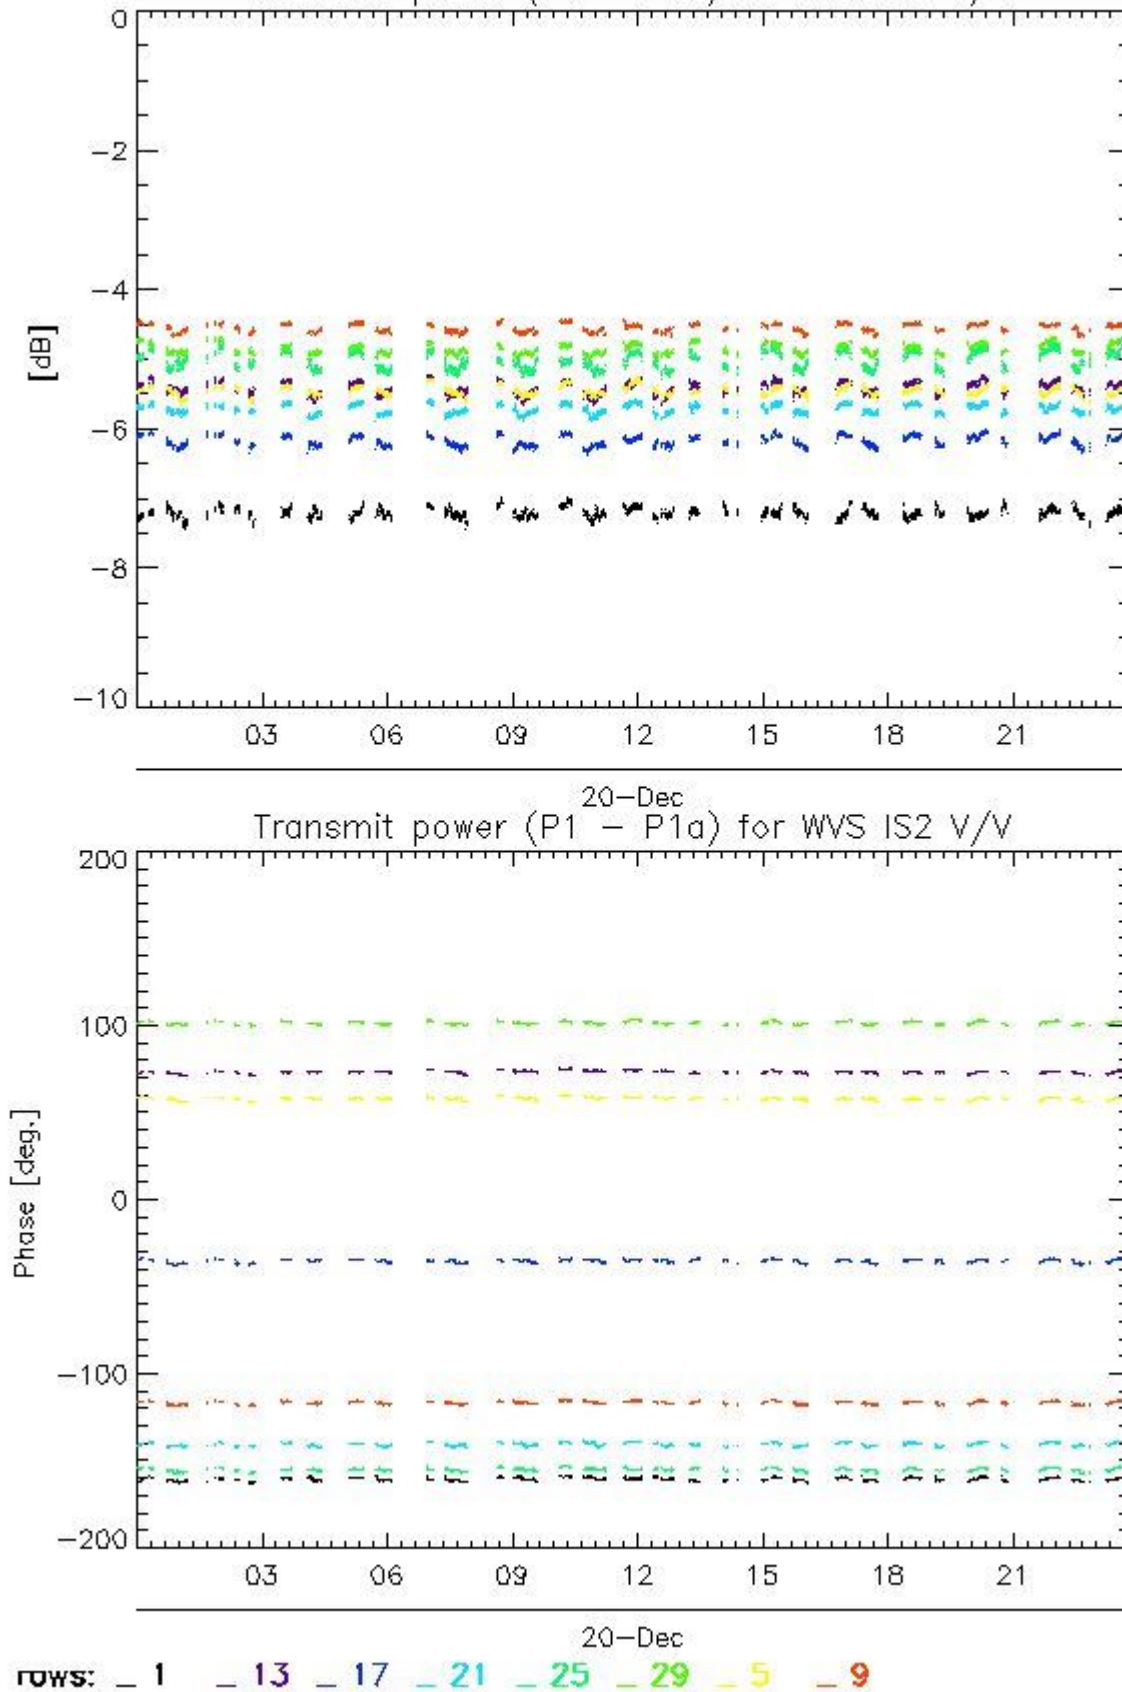 0
-2
-4
[dB]
-6
-8
-10
03 06 09 12 15 18 21
20-Dec
Transmit power (P1 - P1a) for WVS IS2 V/V
200
100
Phase [deg.]
0
-100
-200
03 06 09 12 15 18 21
20-Dec
rows: _ 1 _ 13 _ 17 _ 21 _ 25 _ 29 _ 5 _ 9